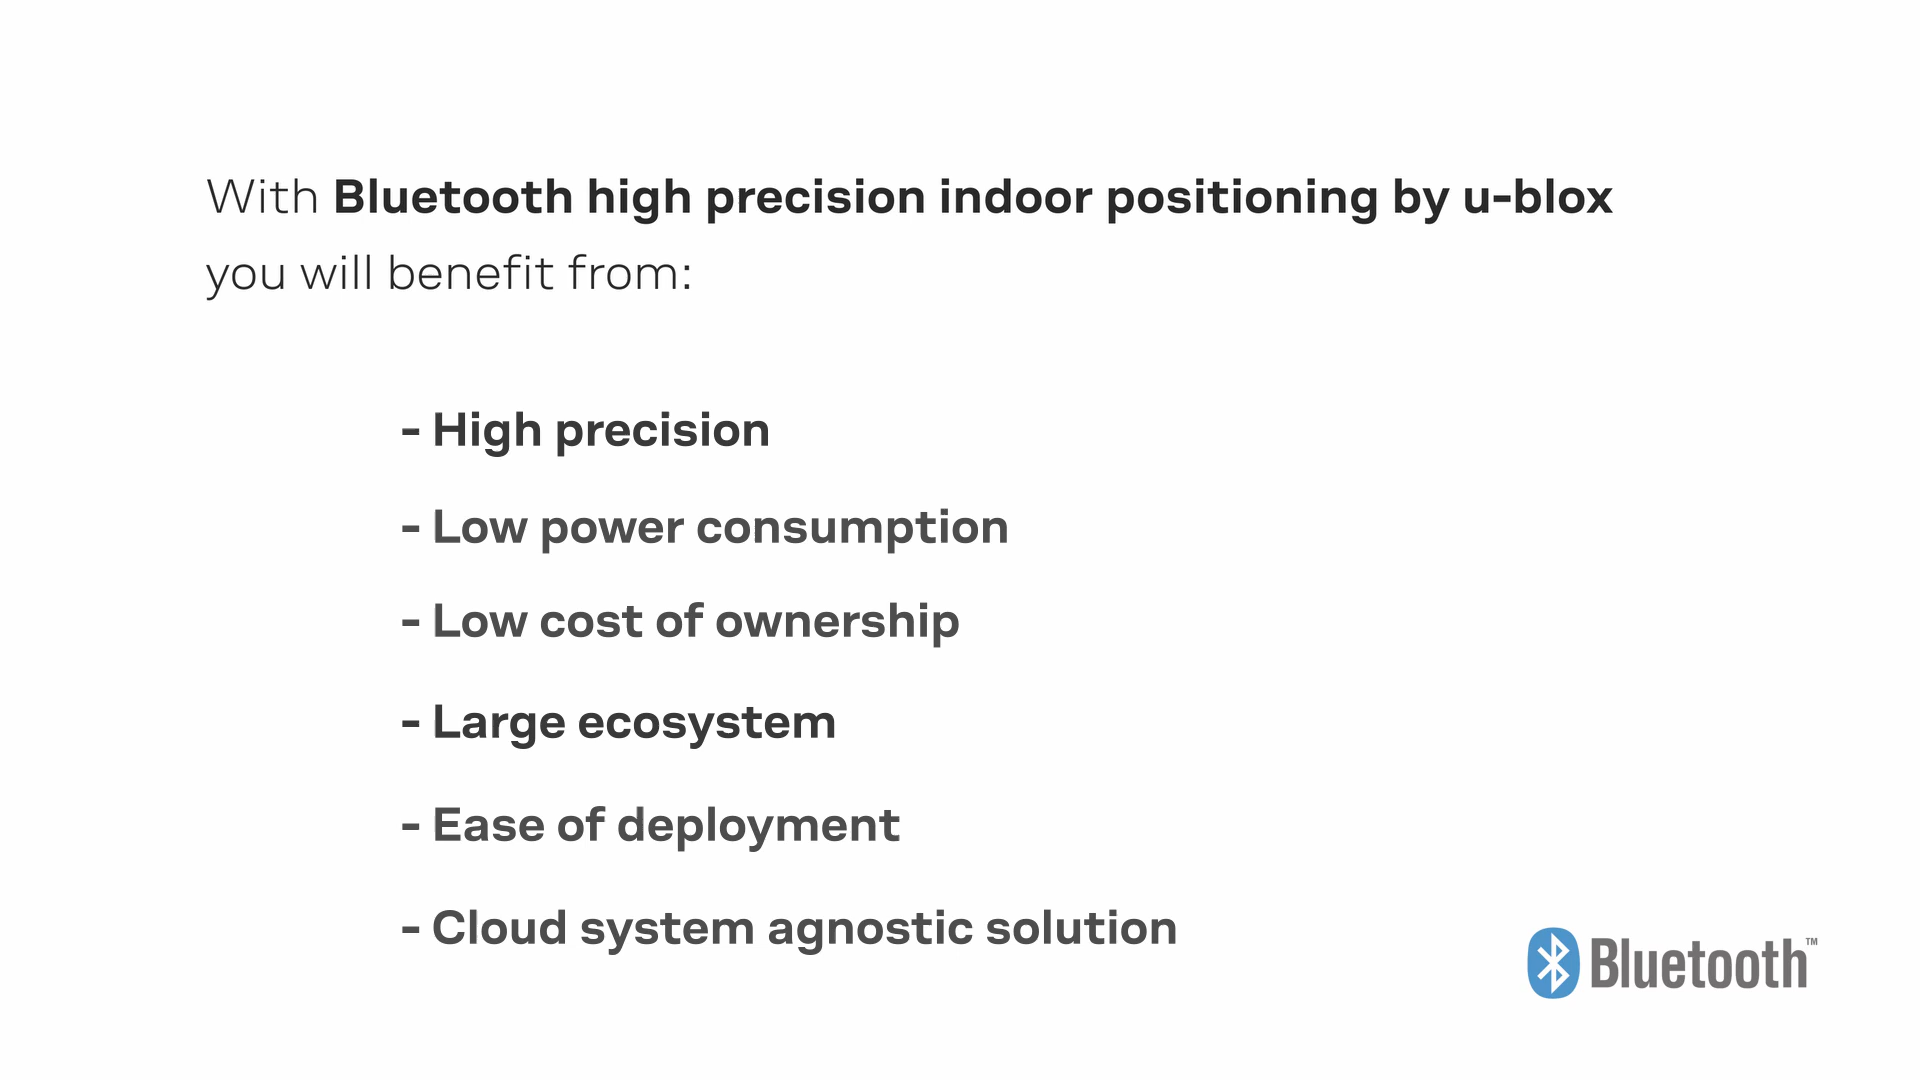 With Bluetooth high precision indoor positioning by u-blox
you will benefit from:
- High precision
- Low power consumption
- Low cost of ownership
- Large ecosystem
- Ease of deployment
- Cloud system agnostic solution
Bluetooth™